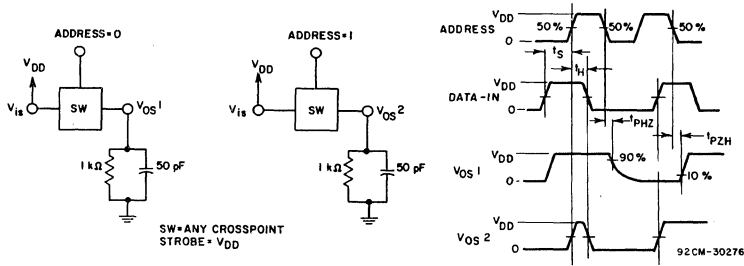 ADDRESS=0
VDD
Vis
SW
VOS1
1 kΩ
50 pF
ADDRESS=1
VDD
Vis
SW
VOS2
1 kΩ
50 pF
SW=ANY CROSSPOINT
STROBE=VDD
VDD
ADDRESS
0
50%
50%
50%
tS
tH
VDD
DATA-IN
0
tPHZ
tPZH
VDD
VOS1
0
90%
10%
VDD
VOS2
0
92CM-30276